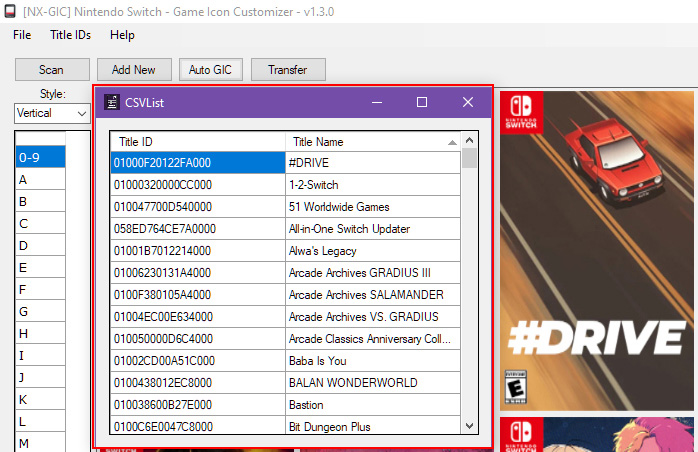 [NX-GIC] Nintendo Switch - Game Icon Customizer - v1.3.0
File Title IDs Help
Scan Add New Auto GIC Transfer
Style:
Vertical
0-9
A
B
C
D
E
F
G
H
I
J
K
L
M
CSVList
Title ID Title Name
01000F20122FA000 #DRIVE
01000320000CC000 1-2-Switch
010047700D540000 51 Worldwide Games
058ED764CE7A0000 All-in-One Switch Updater
01001B7012214000 Alwa's Legacy
01006230131A4000 Arcade Archives GRADIUS III
0100F380105A4000 Arcade Archives SALAMANDER
01004EC00E634000 Arcade Archives VS. GRADIUS
010050000D6C4000 Arcade Classics Anniversary Coll...
01002CD00A51C000 Baba Is You
0100438012EC8000 BALAN WONDERWORLD
010038600B27E000 Bastion
0100C6E0047C8000 Bit Dungeon Plus
NINTENDO
SWITCH
#DRIVE
EVERYONE
E
NINTENDO
SWITCH